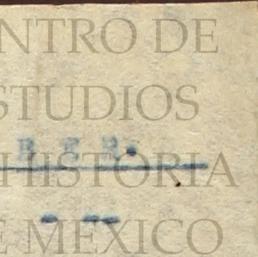 NTRO DE
STUDIOS
R E R.
HISTORIA
E MEXICO